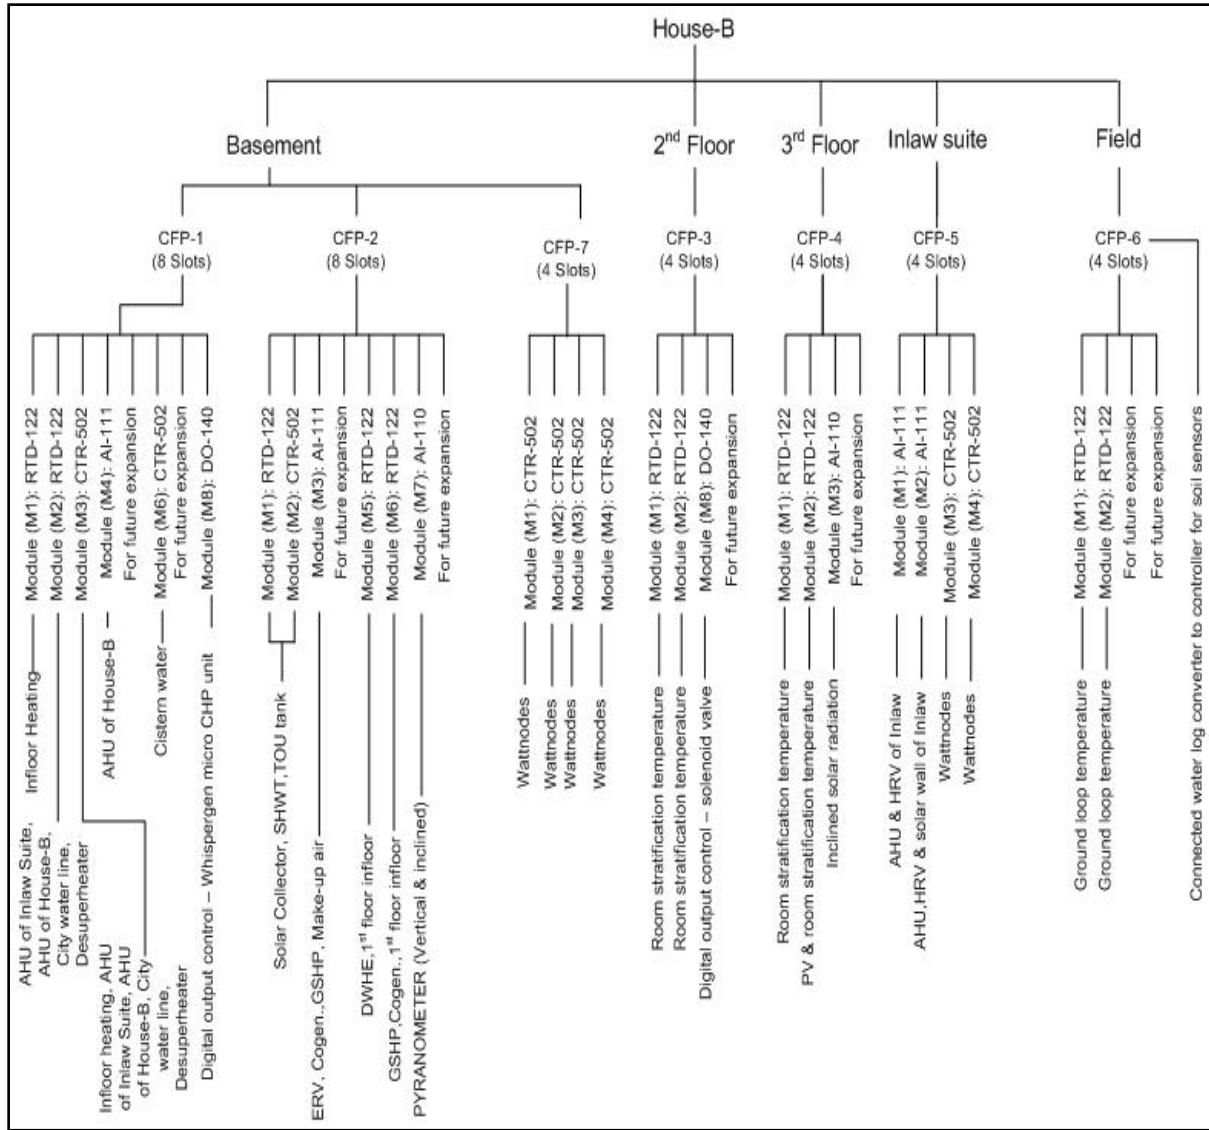 House-B
Basement
2nd Floor
3rd Floor
Inlaw suite
Field
CFP-1
(8 Slots)
CFP-2
(8 Slots)
CFP-7
(4 Slots)
CFP-3
(4 Slots)
CFP-4
(4 Slots)
CFP-5
(4 Slots)
CFP-6
(4 Slots)
Module (M1): RTD-122
Module (M2): RTD-122
Module (M3): CTR-502
Module (M4): AI-111
For future expansion
Module (M6): CTR-502
For future expansion
Module (M8): DO-140
Module (M1): RTD-122
Module (M2): CTR-502
Module (M3): AI-111
For future expansion
Module (M5): RTD-122
Module (M6): RTD-122
Module (M7): AI-110
For future expansion
Module (M1): CTR-502
Module (M2): CTR-502
Module (M3): CTR-502
Module (M4): CTR-502
Module (M1): RTD-122
Module (M2): RTD-122
Module (M8): DO-140
For future expansion
Module (M1): RTD-122
Module (M2): RTD-122
Module (M3): AI-110
For future expansion
Module (M1): AI-111
Module (M2): AI-111
Module (M3): CTR-502
Module (M4): CTR-502
Module (M1): RTD-122
Module (M2): RTD-122
For future expansion
For future expansion
Connected water log converter to controller for soil sensors
Infloor Heating
AHU of Inlaw Suite,
AHU of House-B,
City water line,
Desuperheater
Infloor heating, AHU
of Inlaw Suite, AHU
of House-B, City
water line,
Desuperheater
AHU of House-B
Cistern water
Digital output control – Whispergen micro CHP unit
Solar Collector, SHWT,TOU tank
ERV, Cogen.,GSHP, Make-up air
DWHE,1st floor infloor
GSHP,Cogen.,1st floor infloor
PYRANOMETER (Vertical & inclined)
Wattnodes
Wattnodes
Wattnodes
Wattnodes
Room stratification temperature
Room stratification temperature
Digital output control – solenoid valve
Room stratification temperature
PV & room stratification temperature
Inclined solar radiation
AHU & HRV of Inlaw
AHU,HRV & solar wall of Inlaw
Wattnodes
Wattnodes
Ground loop temperature
Ground loop temperature